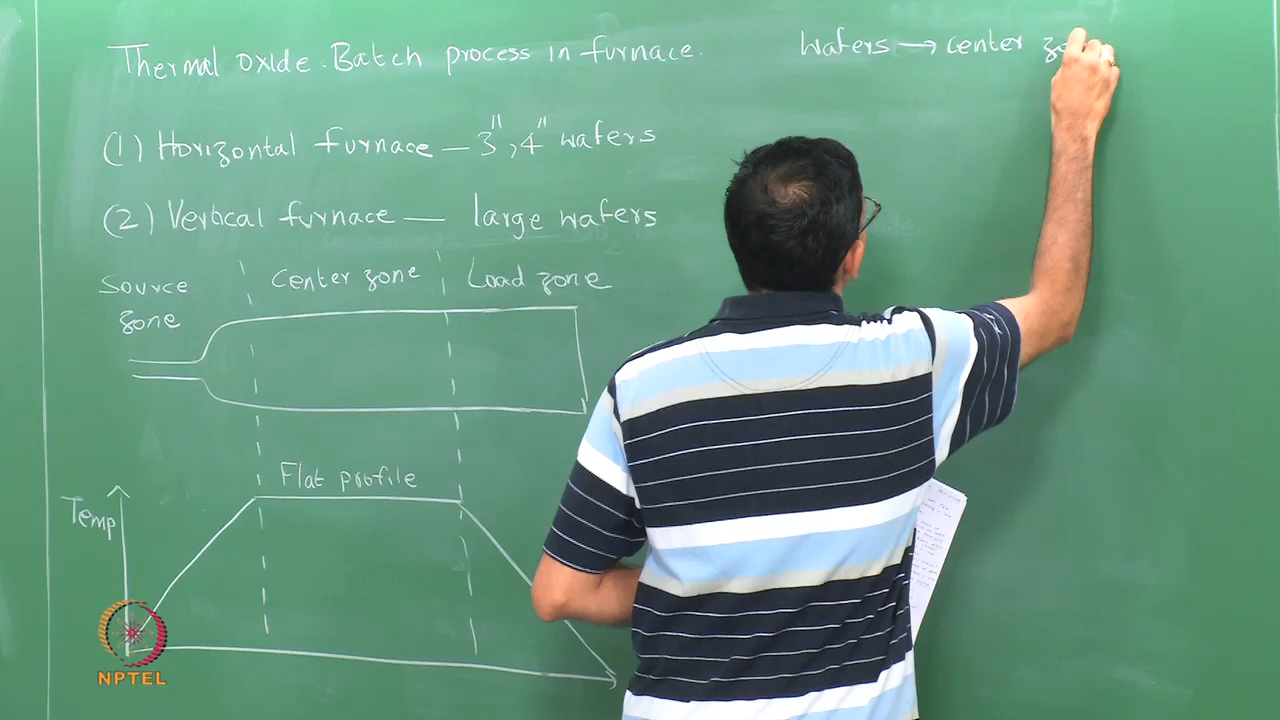 Thermal oxide. Batch process in furnace.
(1) Horizontal furnace – 3", 4" wafers
(2) Vertical furnace — large wafers
Source zone
Center zone
Load zone
Flat profile
Temp
Wafers → center
NPTEL